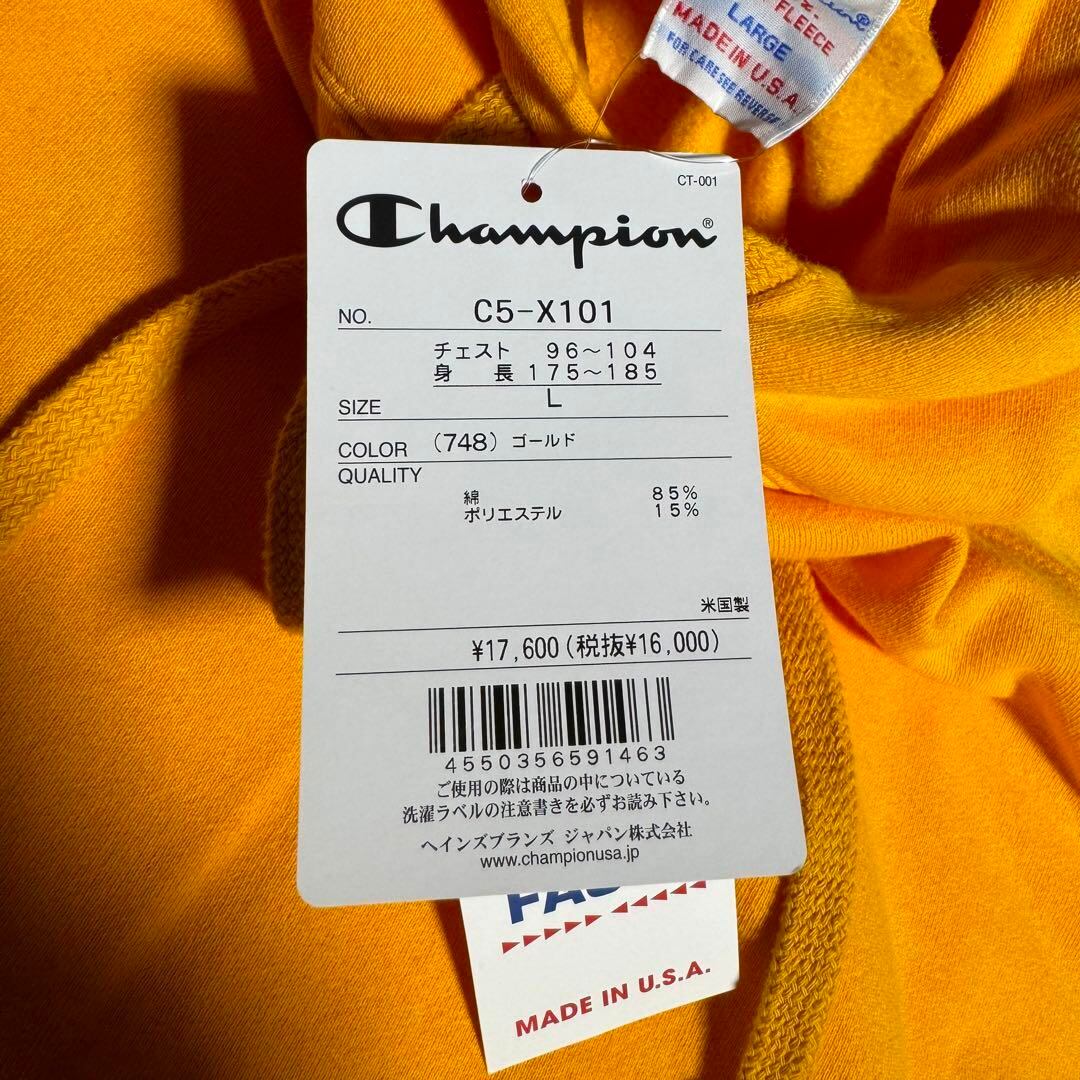 FLEECE
LARGE
MADE IN U.S.A.
FOR CARE SEE REVERSE
CT-001
Champion®
NO. C5-X101
チェスト 96〜104
身 長 175〜185
SIZE L
COLOR (748) ゴールド
QUALITY
綿 85%
ポリエステル 15%
米国製
¥17,600(税抜¥16,000)
4550356591463
ご使用の際は商品の中についている
洗濯ラベルの注意書きを必ずお読み下さい。
ヘインズブランズ ジャパン株式会社
www.championusa.jp
MADE IN U.S.A.